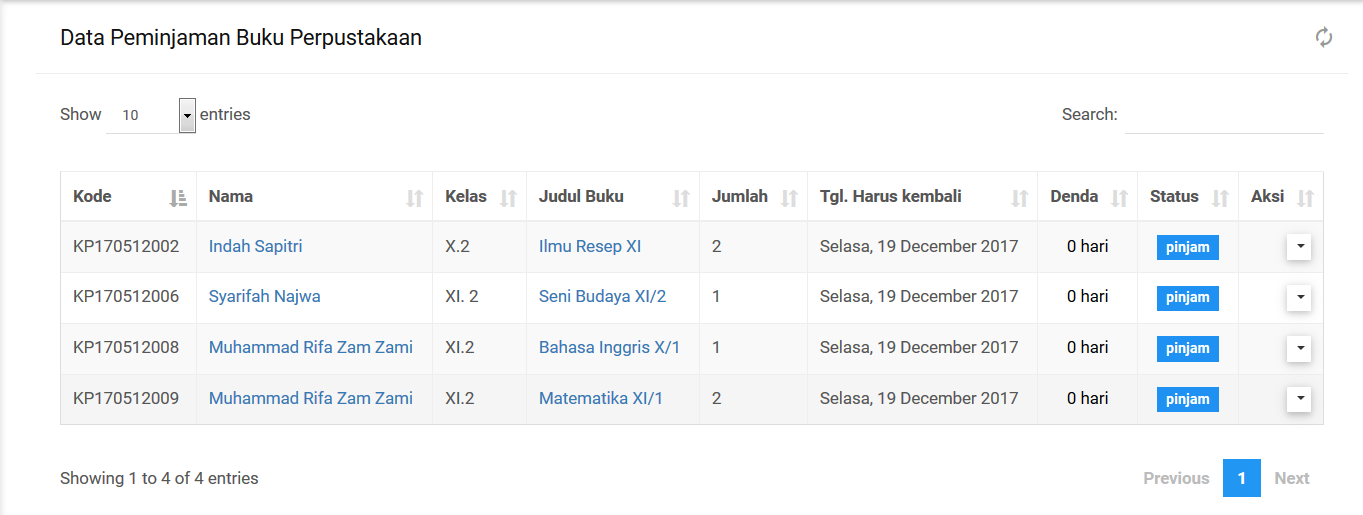 Data Peminjaman Buku Perpustakaan
Show 10 entries Search:
Kode Nama Kelas Judul Buku Jumlah Tgl. Harus kembali Denda Status Aksi
KP170512002 Indah Sapitri X.2 Ilmu Resep XI 2 Selasa, 19 December 2017 0 hari pinjam
KP170512006 Syarifah Najwa XI. 2 Seni Budaya XI/2 1 Selasa, 19 December 2017 0 hari pinjam
KP170512008 Muhammad Rifa Zam Zami XI.2 Bahasa Inggris X/1 1 Selasa, 19 December 2017 0 hari pinjam
KP170512009 Muhammad Rifa Zam Zami XI.2 Matematika XI/1 2 Selasa, 19 December 2017 0 hari pinjam
Showing 1 to 4 of 4 entries Previous 1 Next